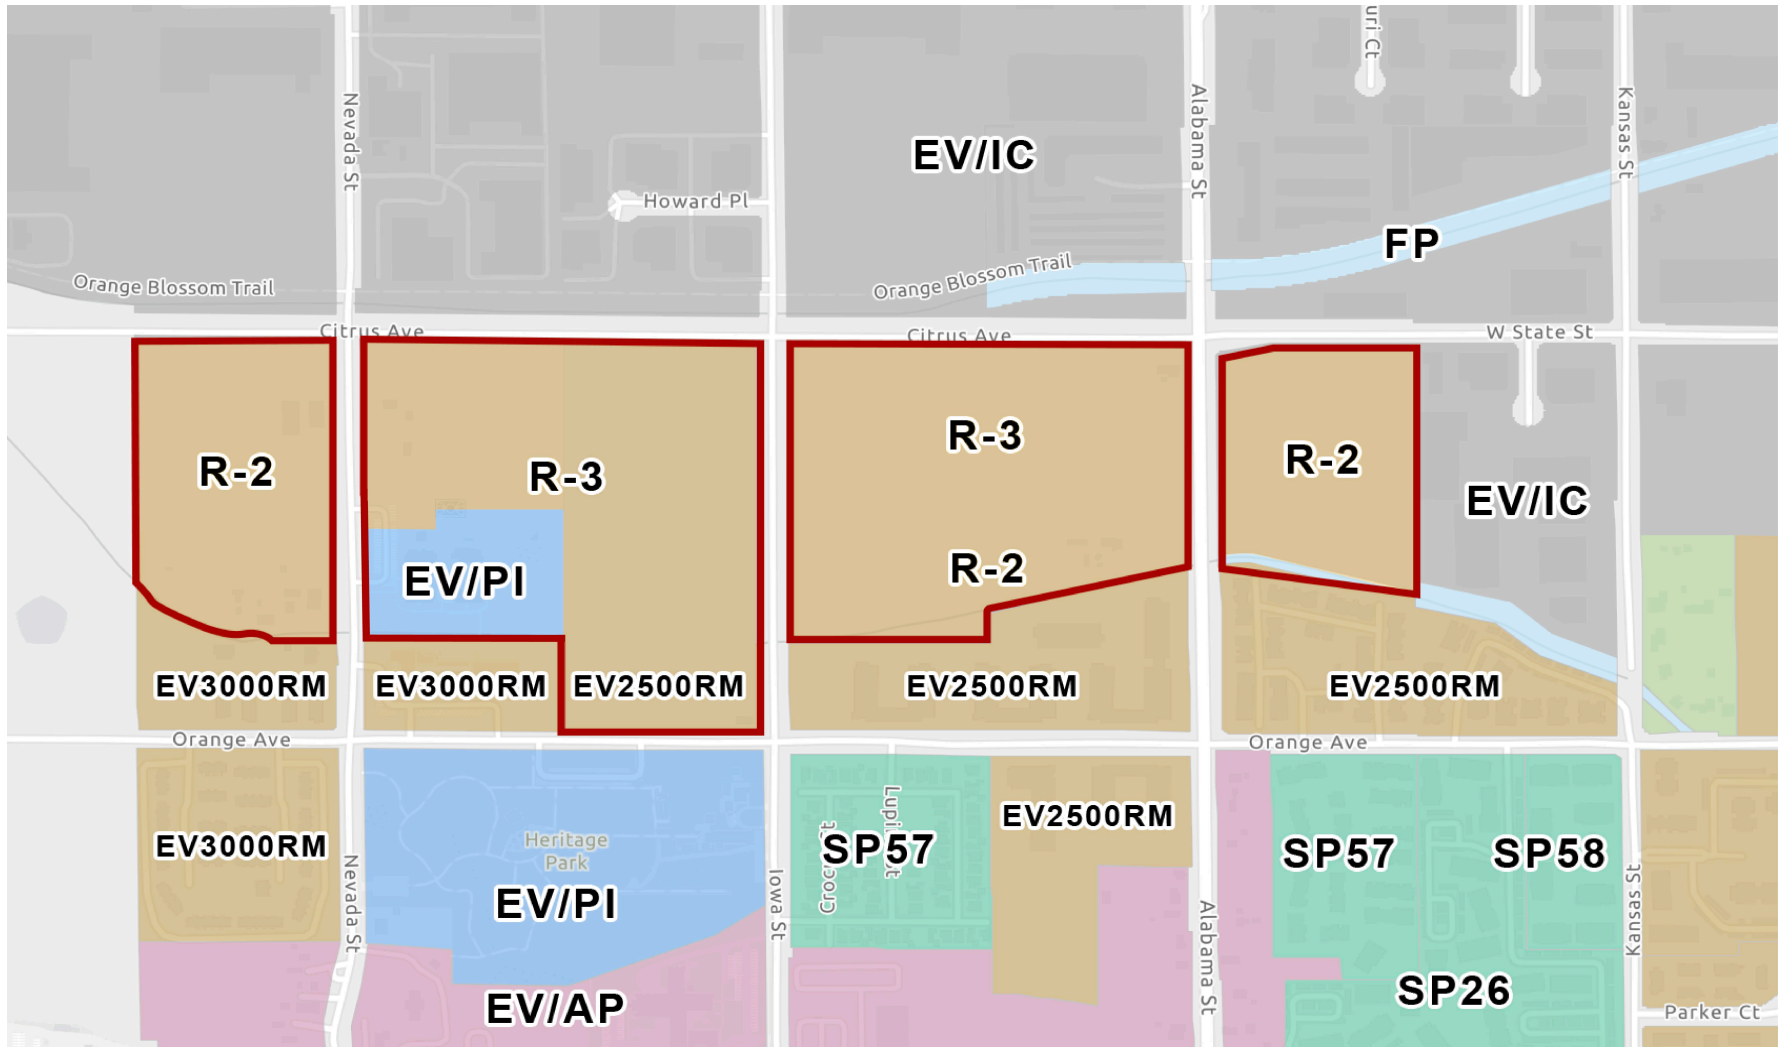 uri Ct
Nevada St
Alabama St
Kansas St
EV/IC
Howard Pl
FP
Orange Blossom Trail
Orange Blossom Trail
Citrus Ave
Citrus Ave
W State St
R-2
R-3
R-3
R-2
R-2
EV/IC
EV/PI
EV3000RM
EV3000RM
EV2500RM
EV2500RM
EV2500RM
Orange Ave
Orange Ave
EV3000RM
Heritage
Park
EV/PI
SP57
EV2500RM
SP57
SP58
Nevada St
Iowa St
Alabama St
Kansas St
EV/AP
SP26
Parker Ct